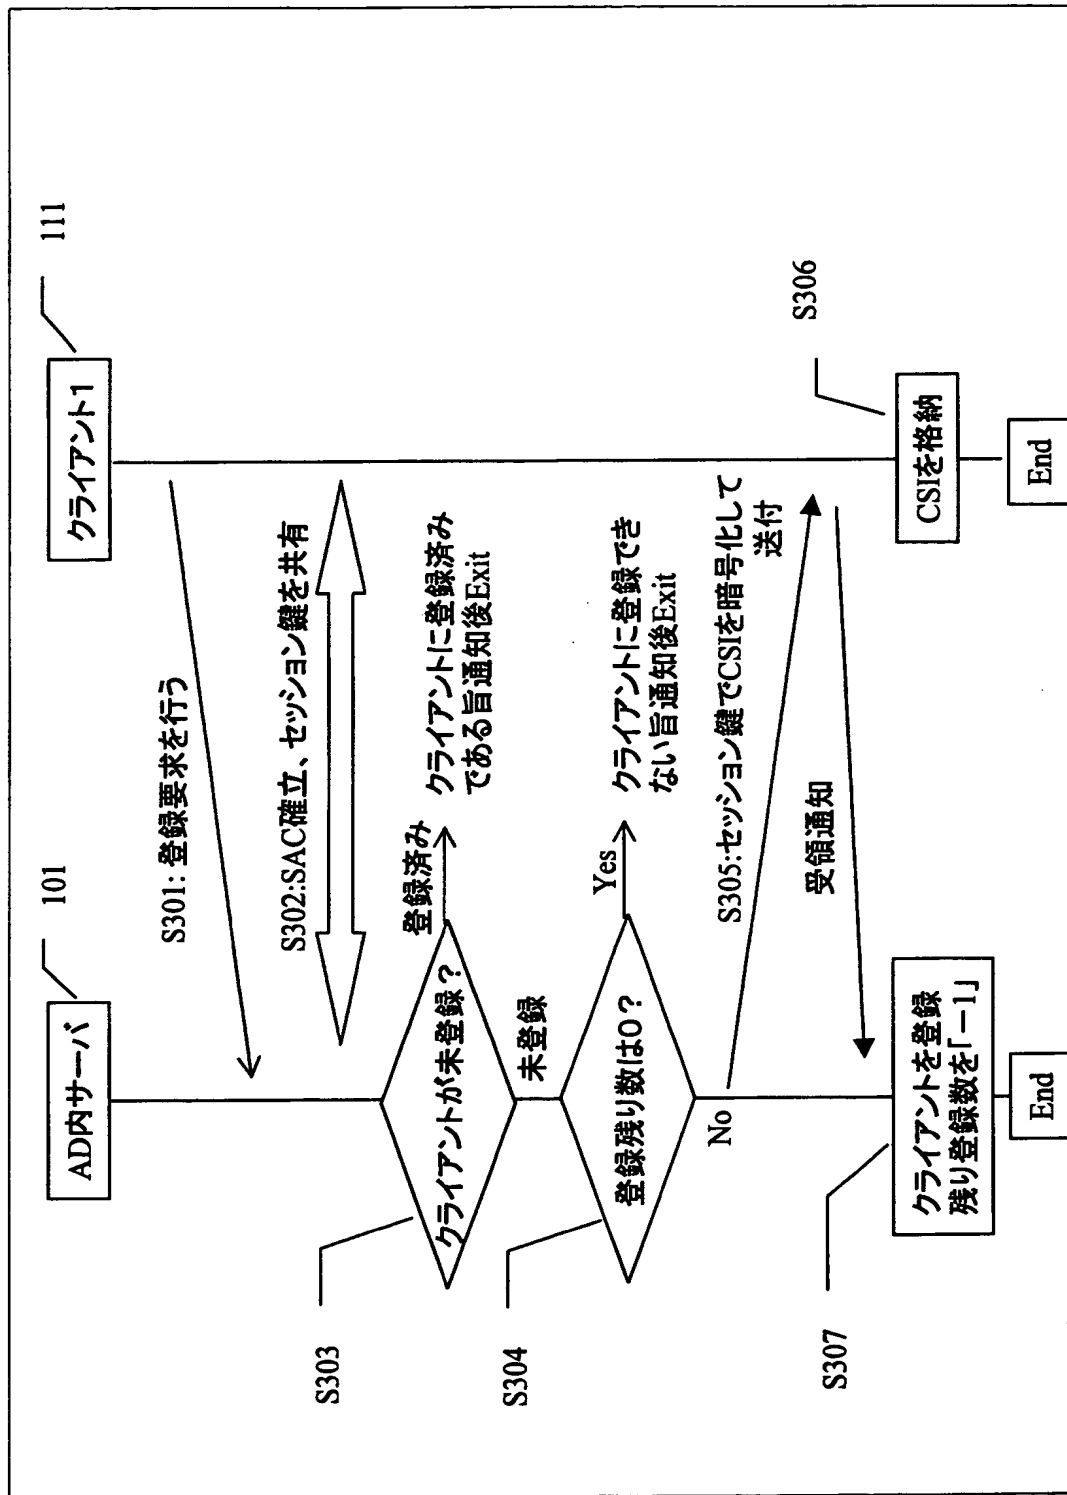 AD内サーバ
101
クライアント1
111
S301: 登録要求を行う
S302:SAC確立、セッション鍵を共有
S303
クライアントが未登録?
登録済み
クライアントに登録済み
である旨通知後Exit
未登録
S304
登録残り数は0?
Yes
クライアントに登録でき
ない旨通知後Exit
No
S305:セッション鍵でCSIを暗号化して
送付
受領通知
S306
CSIを格納
S307
クライアントを登録
残り登録数を「-1」
End
End